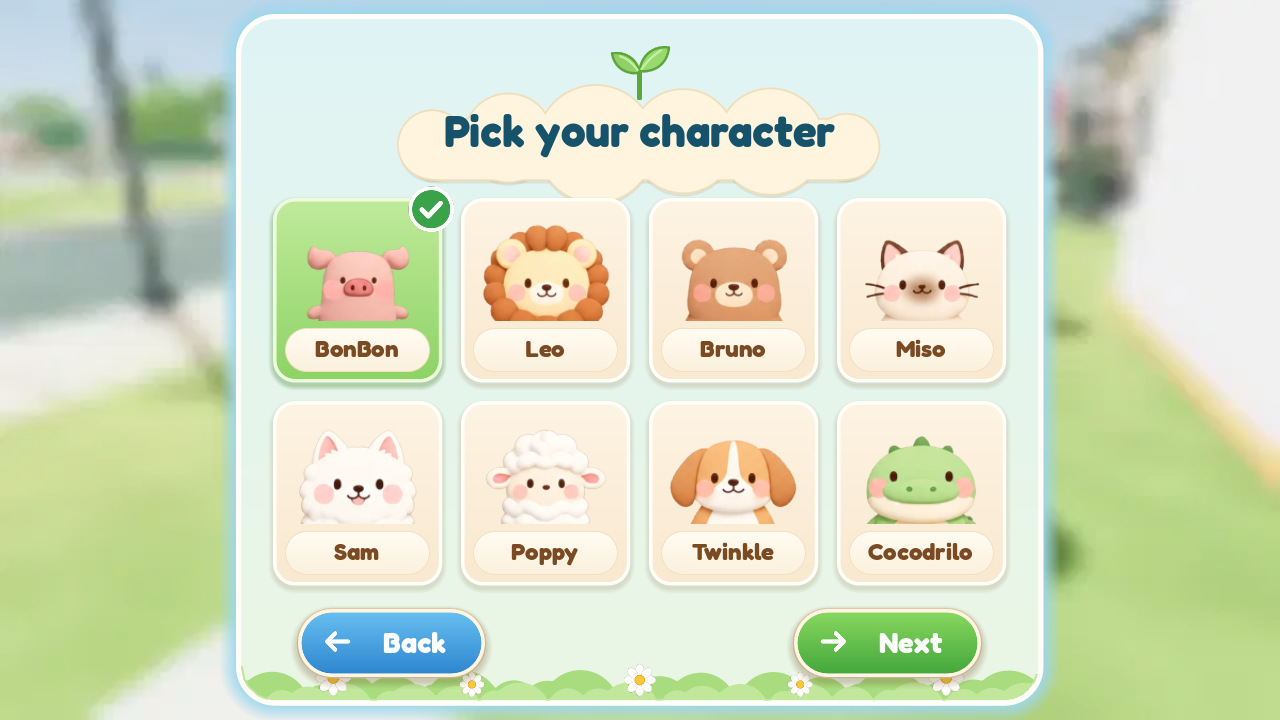 Pick your character
BonBon
Leo
Bruno
Miso
Sam
Poppy
Twinkle
Cocodrilo
Back
Next